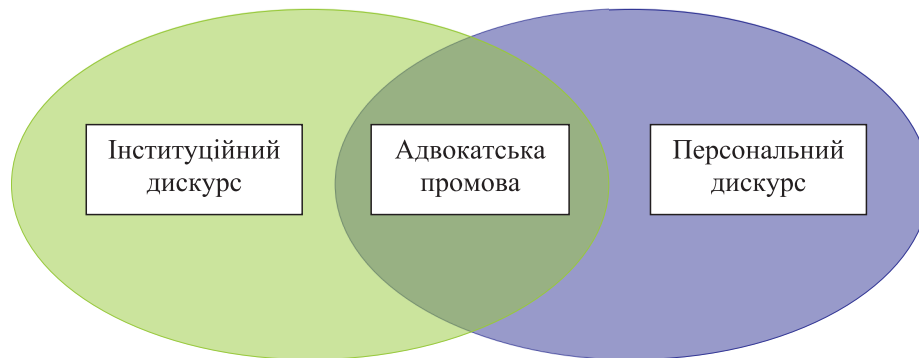 Інституційний
дискурс
Адвокатська
промова
Персональний
дискурс